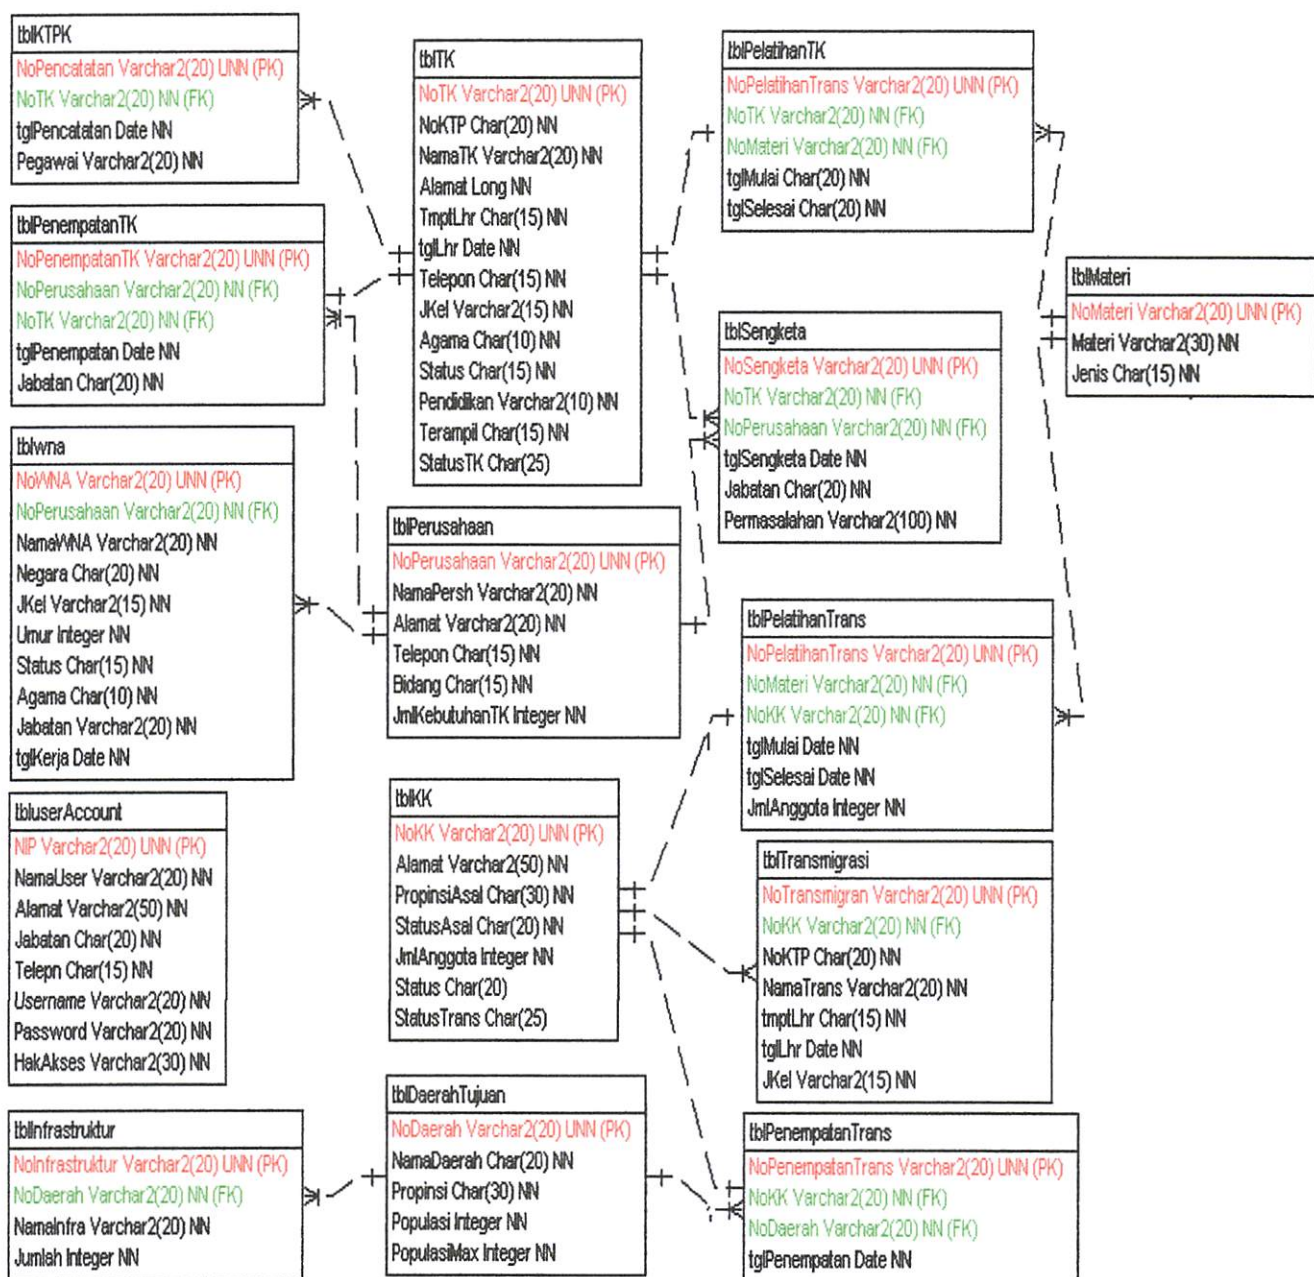 tblKTPK
NoPencatatan Varchar2(20) UNN (PK)
NoTK Varchar2(20) NN (FK)
tglPencatatan Date NN
Pegawai Varchar2(20) NN
tblPenempatanTK
NoPenempatanTK Varchar2(20) UNN (PK)
NoPerusahaan Varchar2(20) NN (FK)
NoTK Varchar2(20) NN (FK)
tglPenempatan Date NN
Jabatan Char(20) NN
tblwna
NoWNA Varchar2(20) UNN (PK)
NoPerusahaan Varchar2(20) NN (FK)
NamaWNA Varchar2(20) NN
Negara Char(20) NN
JKel Varchar2(15) NN
Umur Integer NN
Status Char(15) NN
Agama Char(10) NN
Jabatan Varchar2(20) NN
tglKerja Date NN
tbluserAccount
NIP Varchar2(20) UNN (PK)
NamaUser Varchar2(20) NN
Alamat Varchar2(50) NN
Jabatan Char(20) NN
Telepn Char(15) NN
Username Varchar2(20) NN
Password Varchar2(20) NN
HakAkses Varchar2(30) NN
tblInfrastruktur
NoInfrastruktur Varchar2(20) UNN (PK)
NoDaerah Varchar2(20) NN (FK)
NamaInfra Varchar2(20) NN
Jumlah Integer NN
tblTK
NoTK Varchar2(20) UNN (PK)
NoKTP Char(20) NN
NamaTK Varchar2(20) NN
Alamat Long NN
TmptLhr Char(15) NN
tglLhr Date NN
Telepon Char(15) NN
JKel Varchar2(15) NN
Agama Char(10) NN
Status Char(15) NN
Pendidikan Varchar2(10) NN
Terampil Char(15) NN
StatusTK Char(25)
tblPerusahaan
NoPerusahaan Varchar2(20) UNN (PK)
NamaPersh Varchar2(20) NN
Alamat Varchar2(20) NN
Telepon Char(15) NN
Bidang Char(15) NN
JmlKebutuhanTK Integer NN
tblKK
NoKK Varchar2(20) UNN (PK)
Alamat Varchar2(50) NN
PropinsiAsal Char(30) NN
StatusAsal Char(20) NN
JmlAnggota Integer NN
Status Char(20)
StatusTrans Char(25)
tblDaerahTujuan
NoDaerah Varchar2(20) UNN (PK)
NamaDaerah Char(20) NN
Propinsi Char(30) NN
Populasi Integer NN
PopulasiMax Integer NN
tblPelatihanTK
NoPelatihanTrans Varchar2(20) UNN (PK)
NoTK Varchar2(20) NN (FK)
NoMateri Varchar2(20) NN (FK)
tglMulai Char(20) NN
tglSelesai Char(20) NN
tblSengketa
NoSengketa Varchar2(20) UNN (PK)
NoTK Varchar2(20) NN (FK)
NoPerusahaan Varchar2(20) NN (FK)
tglSengketa Date NN
Jabatan Char(20) NN
Permasalahan Varchar2(100) NN
tblPelatihanTrans
NoPelatihanTrans Varchar2(20) UNN (PK)
NoMateri Varchar2(20) NN (FK)
NoKK Varchar2(20) NN (FK)
tglMulai Date NN
tglSelesai Date NN
JmlAnggota Integer NN
tblTransmigrasi
NoTransmigran Varchar2(20) UNN (PK)
NoKK Varchar2(20) NN (FK)
NoKTP Char(20) NN
NamaTrans Varchar2(20) NN
tmptLhr Char(15) NN
tglLhr Date NN
JKel Varchar2(15) NN
tblPenempatanTrans
NoPenempatanTrans Varchar2(20) UNN (PK)
NoKK Varchar2(20) NN (FK)
NoDaerah Varchar2(20) NN (FK)
tglPenempatan Date NN
tblMateri
NoMateri Varchar2(20) UNN (PK)
Materi Varchar2(30) NN
Jenis Char(15) NN